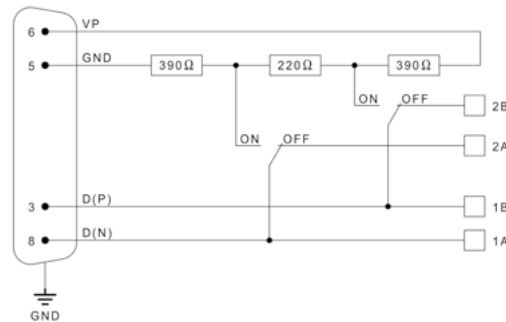 6 VP
5 GND 390Ω 220Ω 390Ω
ON OFF 2B
ON OFF 2A
3 D(P) 1B
8 D(N) 1A
GND